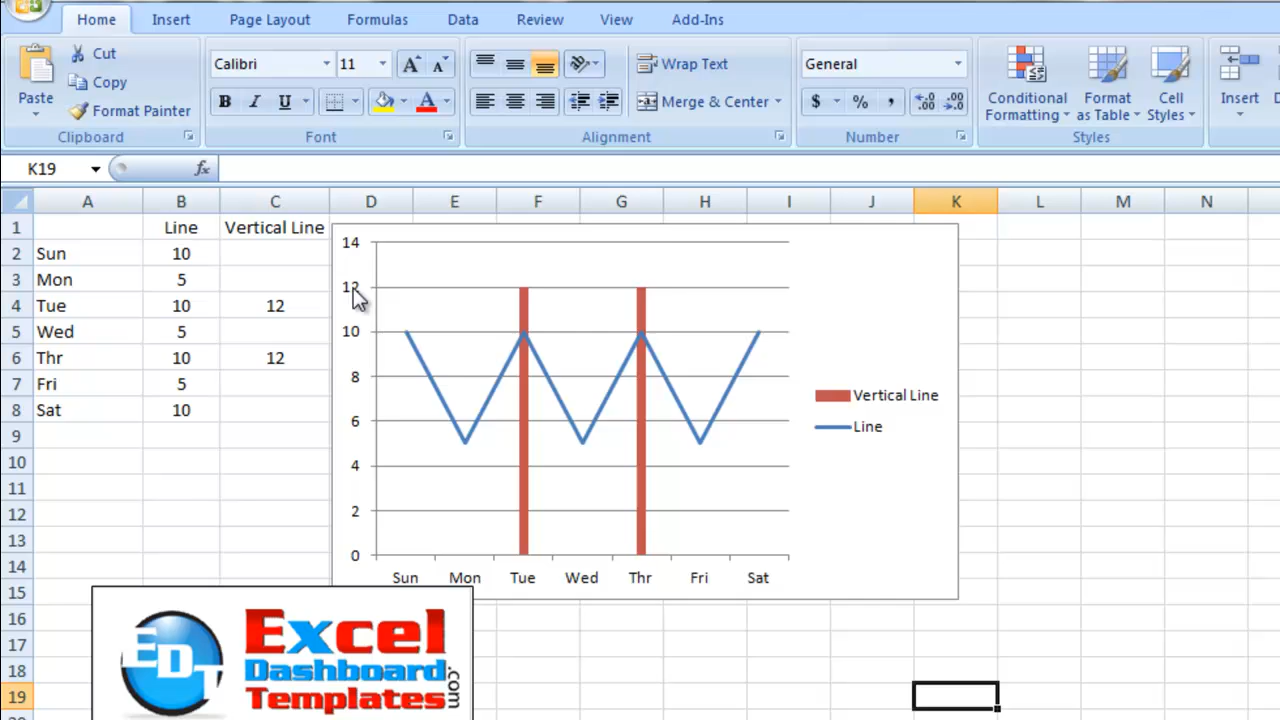 Home Insert Page Layout Formulas Data Review View Add-Ins
Paste
Cut
Copy
Format Painter
Clipboard
Calibri 11 A A
B I U A
Font
Wrap Text
Merge & Center
Alignment
General
$ % , .0 .00 .00 .0
Number
Conditional Formatting
Format as Table
Cell Styles
Styles
Insert
K19 fx
A B C D E F G H I J K L M N
1 Line Vertical Line
2 Sun 10
3 Mon 5
4 Tue 10 12
5 Wed 5
6 Thr 10 12
7 Fri 5
8 Sat 10
9
10
11
12
13
14
15
16
17
18
19
14
12
10
8
6
4
2
0
Sun Mon Tue Wed Thr Fri Sat
Vertical Line
Line
EDT
Excel
Dashboard
Templates
.com